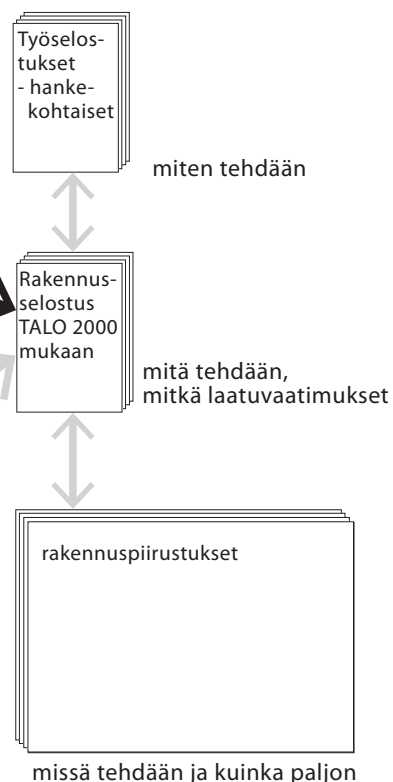 Työselos-
tukset
- hanke-
kohtaiset
miten tehdään
Rakennus-
selostus
TALO 2000
mukaan
mitä tehdään,
mitkä laatuvaatimukset
rakennuspiirustukset
missä tehdään ja kuinka paljon